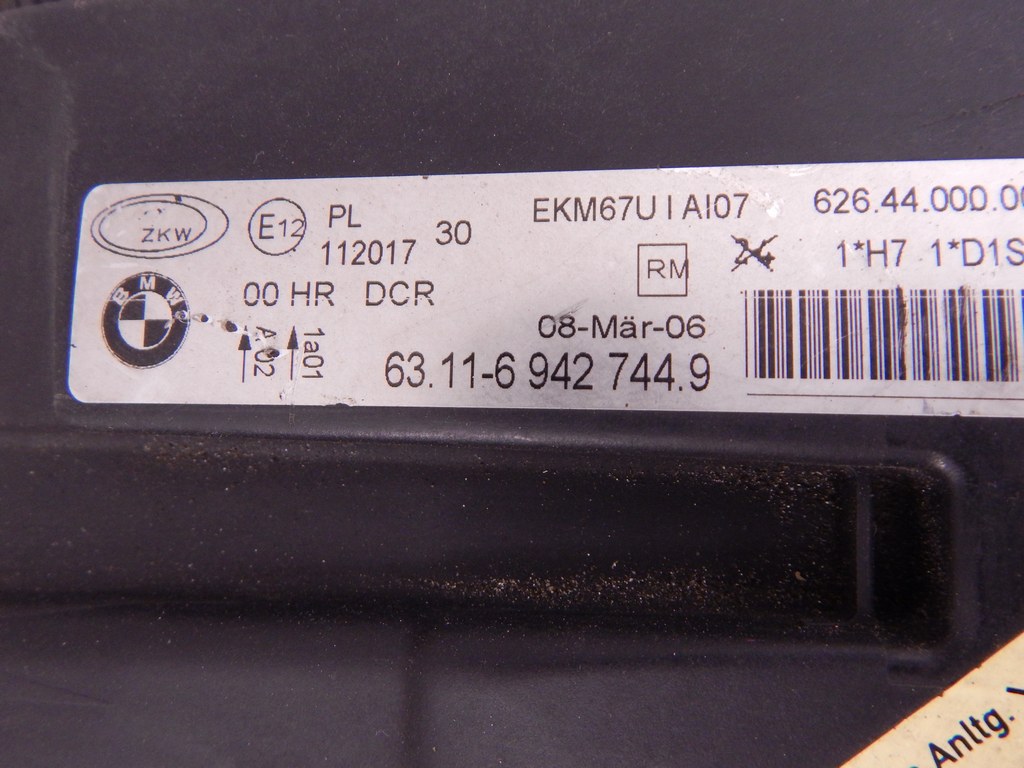 ZKW
E12
PL
112017
30
EKM67U I AI07
626.44.000.0
RM
24
1*H7 1*D1S
BMW
00 HR DCR
A02
1a01
08-Mär-06
63.11-6 942 744.9
Anltg.